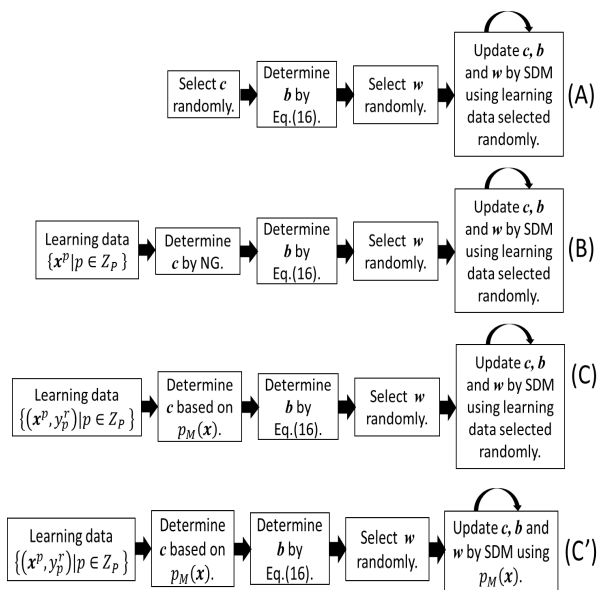 Select c randomly.
Determine b by Eq.(16).
Select w randomly.
Update c, b and w by SDM using learning data selected randomly.
(A)
Learning data {x^p|p ∈ Z_P}
Determine c by NG.
Determine b by Eq.(16).
Select w randomly.
Update c, b and w by SDM using learning data selected randomly.
(B)
Learning data {(x^p, y_p^r)|p ∈ Z_P}
Determine c based on p_M(x).
Determine b by Eq.(16).
Select w randomly.
Update c, b and w by SDM using learning data selected randomly.
(C)
Learning data {(x^p, y_p^r)|p ∈ Z_P}
Determine c based on p_M(x).
Determine b by Eq.(16).
Select w randomly.
Update c, b and w by SDM using p_M(x).
(C')